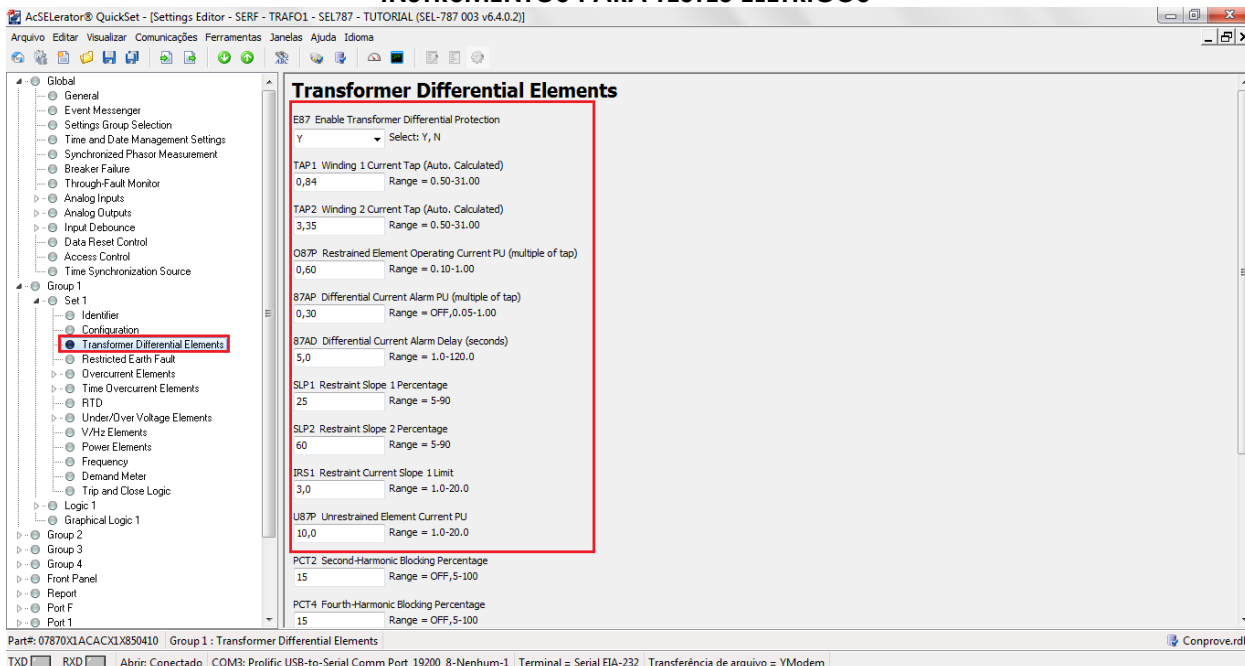 INSTRUMENTOS PARA TESTES ELÉTRICOS
AcSELerator® QuickSet - [Settings Editor - SERF - TRAFO1 - SEL787 - TUTORIAL (SEL-787 003 v6.4.0.2)]
Arquivo Editar Visualizar Comunicações Ferramentas Janelas Ajuda Idioma
Global
General
Event Messenger
Settings Group Selection
Time and Date Management Settings
Synchronized Phasor Measurement
Breaker Failure
Through-Fault Monitor
Analog Inputs
Analog Outputs
Input Debounce
Data Reset Control
Access Control
Time Synchronization Source
Group 1
Set 1
Identifier
Configuration
Transformer Differential Elements
Restricted Earth Fault
Overcurrent Elements
Time Overcurrent Elements
RTD
Under/Over Voltage Elements
V/Hz Elements
Power Elements
Frequency
Demand Meter
Trip and Close Logic
Logic 1
Graphical Logic 1
Group 2
Group 3
Group 4
Front Panel
Report
Port F
Port 1
Transformer Differential Elements
E87 Enable Transformer Differential Protection
Y Select: Y, N
TAP1 Winding 1 Current Tap (Auto. Calculated)
0,84 Range = 0.50-31.00
TAP2 Winding 2 Current Tap (Auto. Calculated)
3,35 Range = 0.50-31.00
O87P Restrained Element Operating Current PU (multiple of tap)
0,60 Range = 0.10-1.00
87AP Differential Current Alarm PU (multiple of tap)
0,30 Range = OFF,0.05-1.00
87AD Differential Current Alarm Delay (seconds)
5,0 Range = 1.0-120.0
SLP1 Restraint Slope 1 Percentage
25 Range = 5-90
SLP2 Restraint Slope 2 Percentage
60 Range = 5-90
IRS1 Restraint Current Slope 1 Limit
3,0 Range = 1.0-20.0
U87P Unrestrained Element Current PU
10,0 Range = 1.0-20.0
PCT2 Second-Harmonic Blocking Percentage
15 Range = OFF,5-100
PCT4 Fourth-Harmonic Blocking Percentage
15 Range = OFF,5-100
Part#: 07870X1ACACX1X850410 Group 1 : Transformer Differential Elements Conprove.rdb
TXD RXD Abrir: Conectado COM3: Prolific USB-to-Serial Comm Port 19200 8-Nenhum-1 Terminal = Serial EIA-232 Transferência de arquivo = YModem